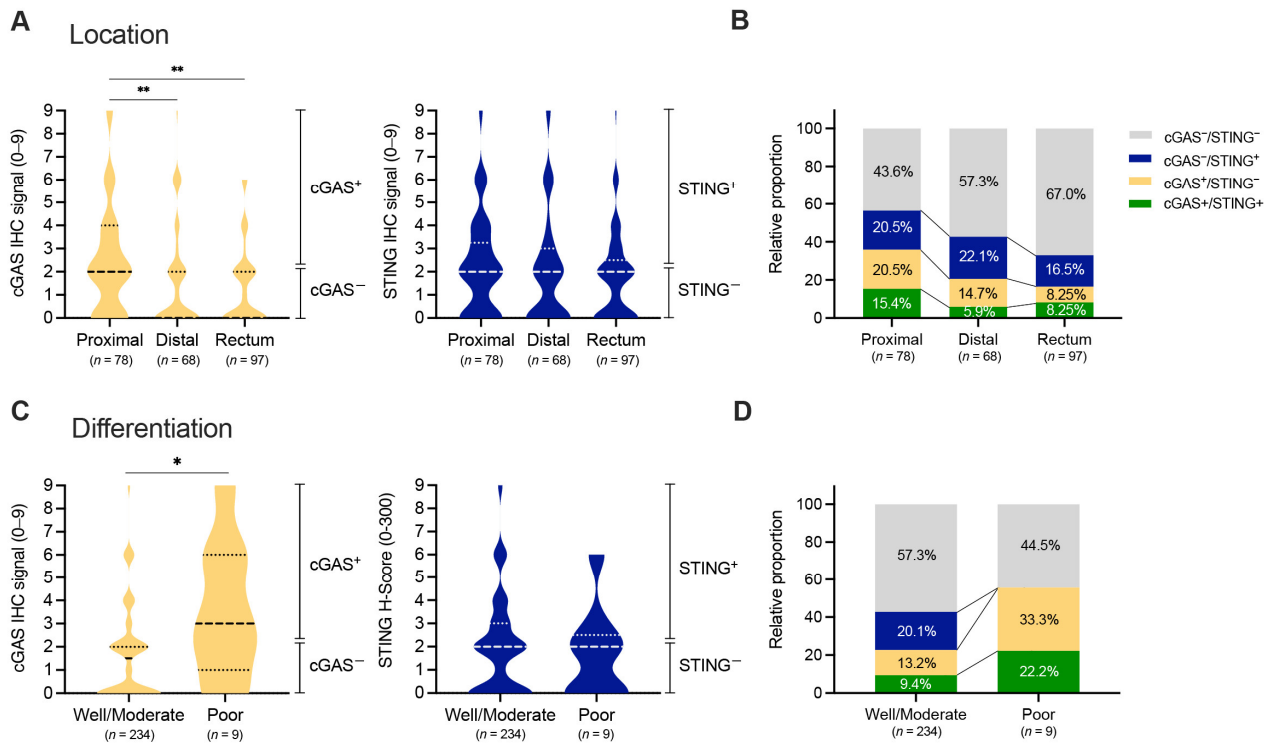 A
Location
** 
**
cGAS IHC signal (0–9)
9
8
7
6
5
4
3
2
1
0
cGAS+
cGAS−
Proximal Distal Rectum
(n = 78) (n = 68) (n = 97)
STING IHC signal (0–9)
9
8
7
6
5
4
3
2
1
0
STING+
STING−
Proximal Distal Rectum
(n = 78) (n = 68) (n = 97)
B
Relative proportion
100
80
60
40
20
0
43.6% 57.3% 67.0%
20.5% 22.1% 16.5%
20.5% 14.7% 8.25%
15.4% 5.9% 8.25%
Proximal Distal Rectum
(n = 78) (n = 68) (n = 97)
cGAS−/STING−
cGAS−/STING+
cGAS+/STING−
cGAS+/STING+
C
Differentiation
*
cGAS IHC signal (0–9)
9
8
7
6
5
4
3
2
1
0
cGAS+
cGAS−
Well/Moderate Poor
(n = 234) (n = 9)
STING H-Score (0-300)
9
8
7
6
5
4
3
2
1
0
STING+
STING−
Well/Moderate Poor
(n = 234) (n = 9)
D
Relative proportion
100
80
60
40
20
0
57.3% 44.5%
20.1%
13.2% 33.3%
9.4% 22.2%
Well/Moderate Poor
(n = 234) (n = 9)